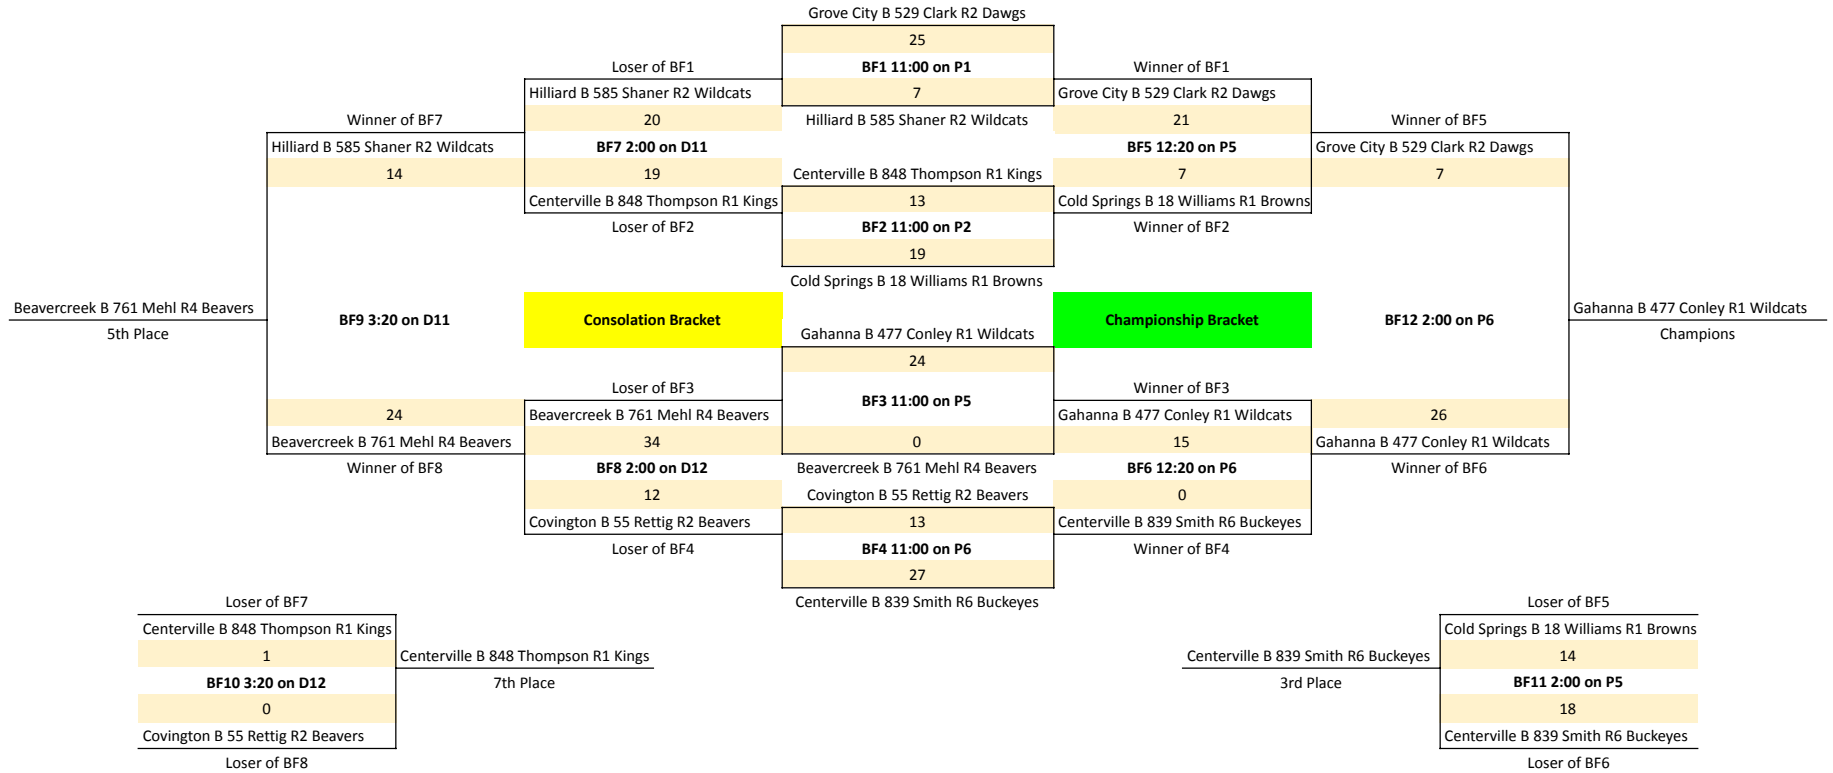 Grove City B 529 Clark R2 Dawgs
25
Loser of BF1
BF1 11:00 on P1
Winner of BF1
Hilliard B 585 Shaner R2 Wildcats
7
Grove City B 529 Clark R2 Dawgs
Winner of BF7
20
Hilliard B 585 Shaner R2 Wildcats
21
Winner of BF5
Hilliard B 585 Shaner R2 Wildcats
BF7 2:00 on D11
BF5 12:20 on P5
Grove City B 529 Clark R2 Dawgs
14
19
Centerville B 848 Thompson R1 Kings
7
7
Centerville B 848 Thompson R1 Kings
13
Cold Springs B 18 Williams R1 Browns
Loser of BF2
BF2 11:00 on P2
Winner of BF2
19
Cold Springs B 18 Williams R1 Browns
Beavercreek B 761 Mehl R4 Beavers
BF9 3:20 on D11
Consolation Bracket
Championship Bracket
BF12 2:00 on P6
Gahanna B 477 Conley R1 Wildcats
5th Place
Gahanna B 477 Conley R1 Wildcats
Champions
24
Loser of BF3
Winner of BF3
24
Beavercreek B 761 Mehl R4 Beavers
BF3 11:00 on P5
Gahanna B 477 Conley R1 Wildcats
26
Beavercreek B 761 Mehl R4 Beavers
34
0
15
Gahanna B 477 Conley R1 Wildcats
Winner of BF8
BF8 2:00 on D12
Beavercreek B 761 Mehl R4 Beavers
BF6 12:20 on P6
Winner of BF6
12
Covington B 55 Rettig R2 Beavers
0
Covington B 55 Rettig R2 Beavers
13
Centerville B 839 Smith R6 Buckeyes
Loser of BF4
BF4 11:00 on P6
Winner of BF4
27
Loser of BF7
Centerville B 839 Smith R6 Buckeyes
Loser of BF5
Centerville B 848 Thompson R1 Kings
Cold Springs B 18 Williams R1 Browns
1
Centerville B 848 Thompson R1 Kings
Centerville B 839 Smith R6 Buckeyes
14
BF10 3:20 on D12
7th Place
3rd Place
BF11 2:00 on P5
0
18
Covington B 55 Rettig R2 Beavers
Centerville B 839 Smith R6 Buckeyes
Loser of BF8
Loser of BF6